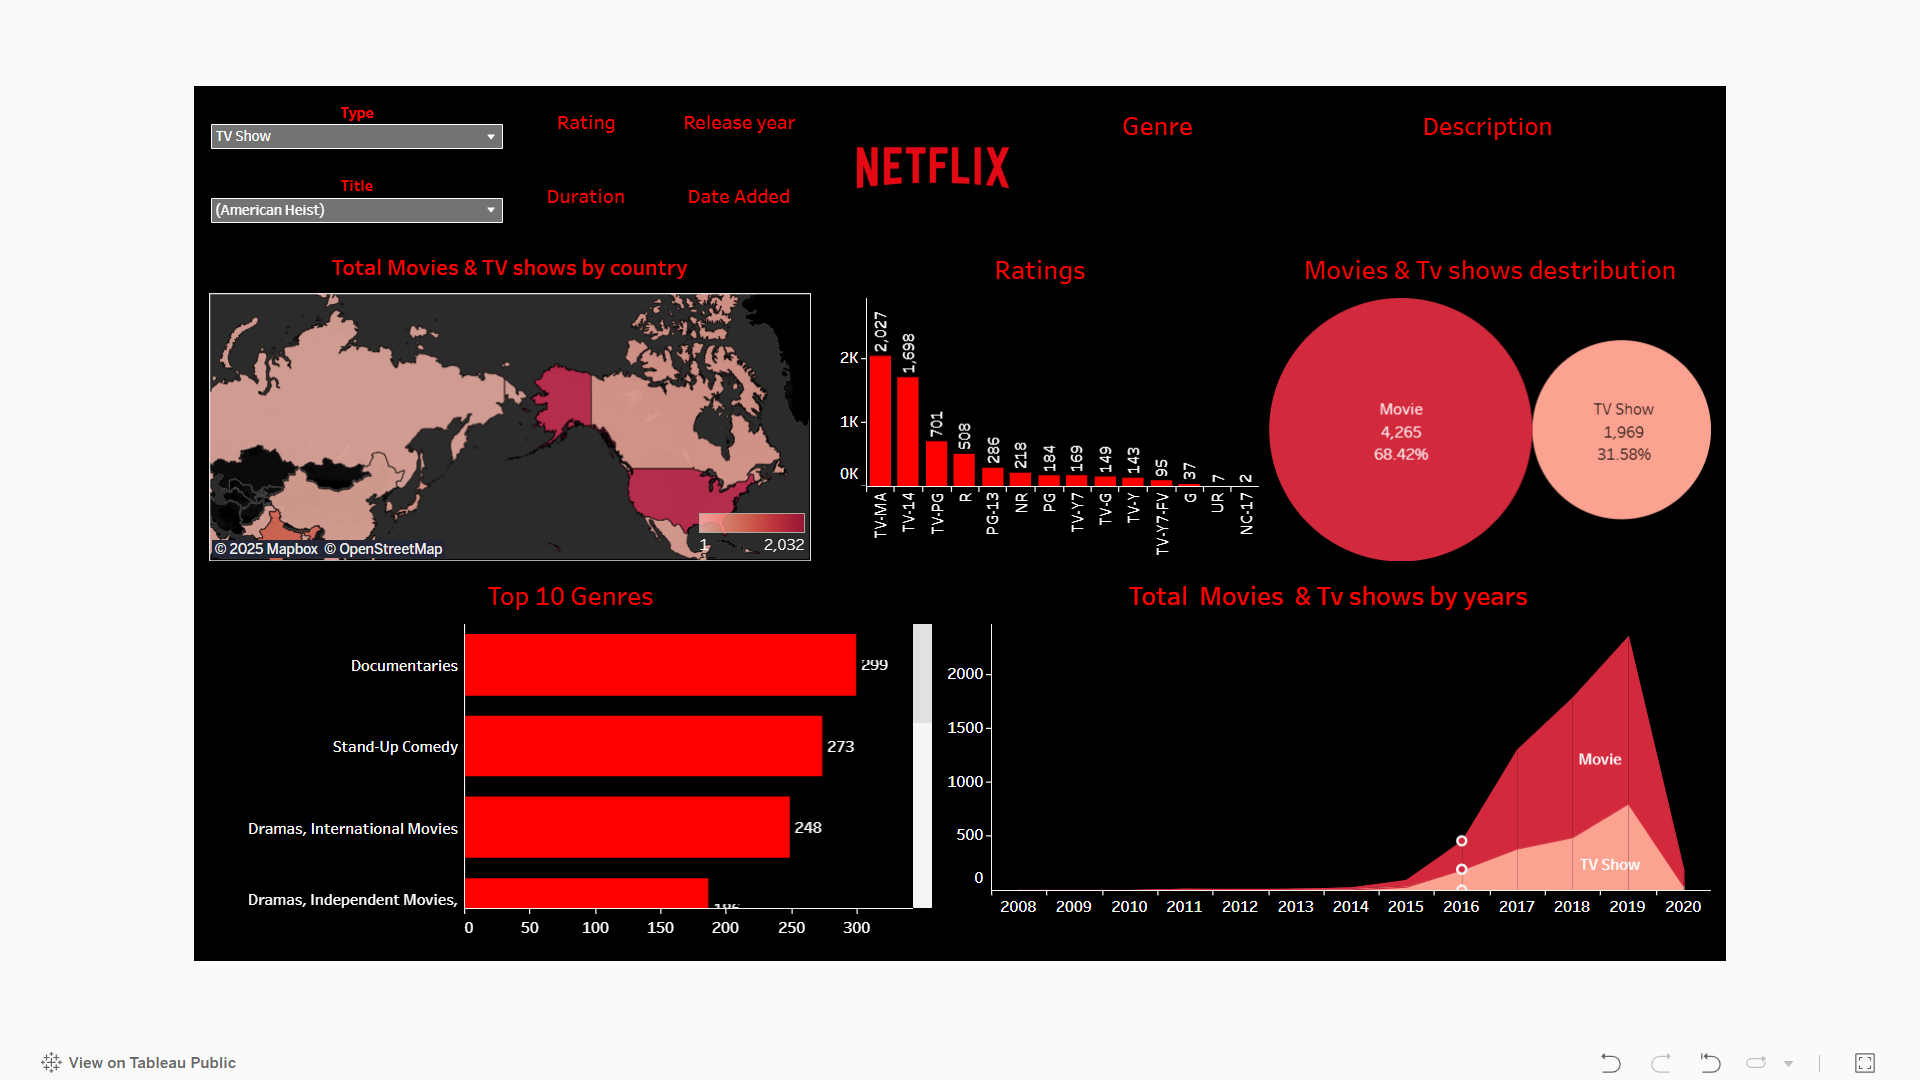 Type
TV Show
Title
(American Heist)
Rating
Release year
Duration
Date Added
NETFLIX
Genre
Description
Total Movies & TV shows by country
© 2025 Mapbox © OpenStreetMap
1
2,032
Ratings
2K
1K
0K
2,027
1,698
701
508
286
218
184
169
149
143
95
37
7
2
TV-MA
TV-14
TV-PG
R
PG-13
NR
PG
TV-Y7
TV-G
TV-Y
TV-Y7-FV
G
UR
NC-17
Movies & Tv shows destribution
Movie
4,265
68.42%
TV Show
1,969
31.58%
Top 10 Genres
Documentaries
299
Stand-Up Comedy
273
Dramas, International Movies
248
Dramas, Independent Movies,
0
50
100
150
200
250
300
Total Movies & Tv shows by years
2000
1500
1000
500
0
Movie
TV Show
2008
2009
2010
2011
2012
2013
2014
2015
2016
2017
2018
2019
2020
View on Tableau Public